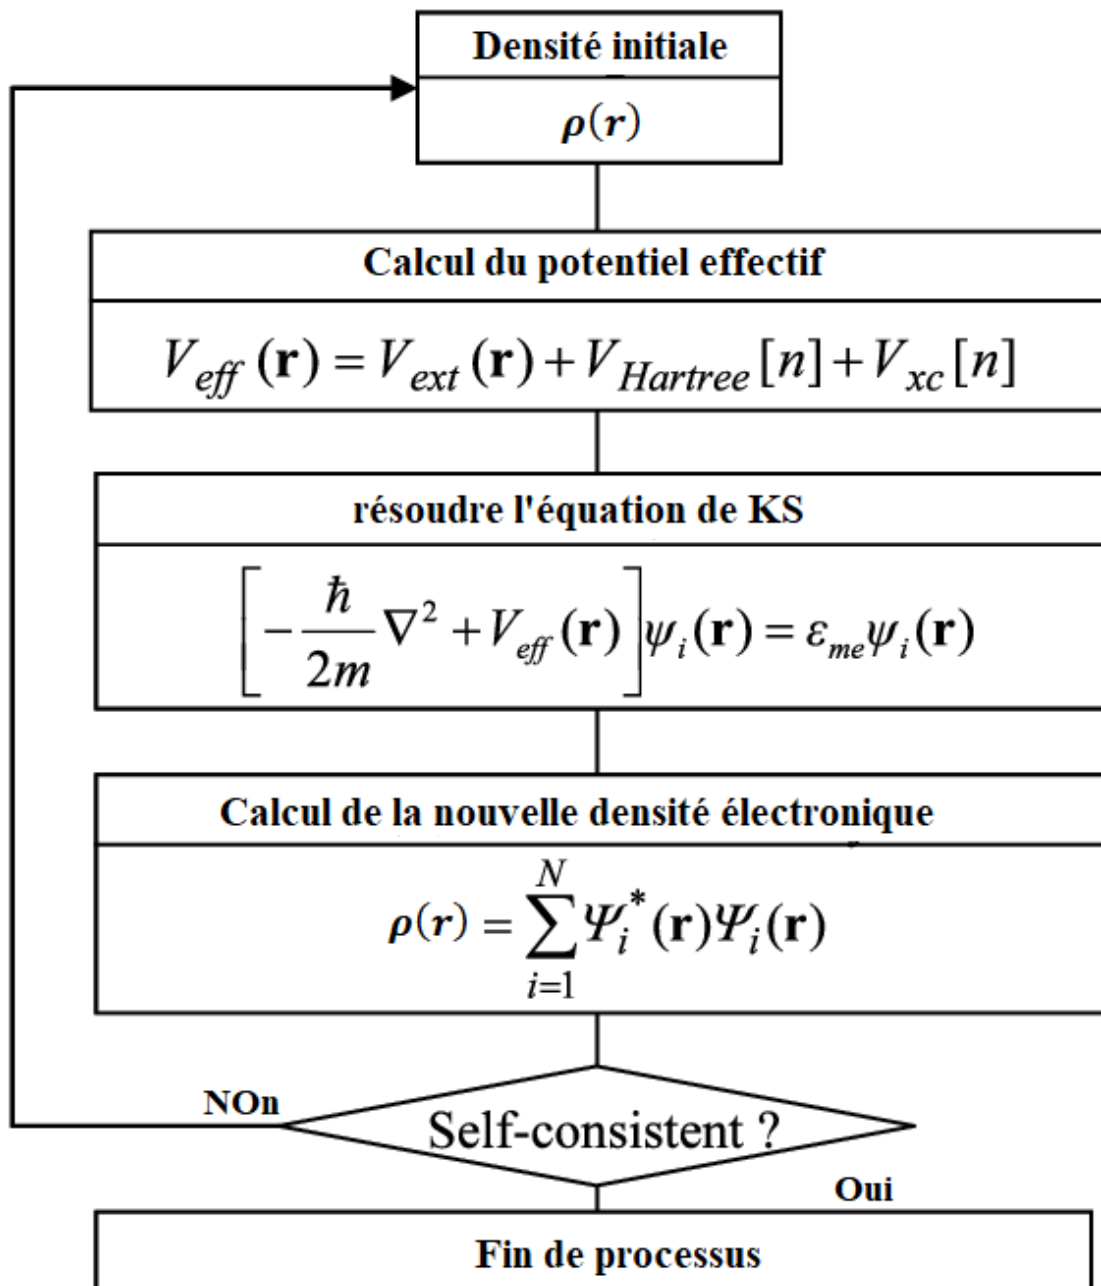 Densité initiale
ρ(r)
Calcul du potentiel effectif
V_eff (r) = V_ext (r) + V_Hartree [n] + V_xc [n]
résoudre l'équation de KS
[ - ħ/2m ∇² + V_eff (r) ] ψ_i (r) = ε_me ψ_i (r)
Calcul de la nouvelle densité électronique
ρ(r) = ∑_{i=1}^{N} Ψ_i^* (r) Ψ_i (r)
NOn
Self-consistent ?
Oui
Fin de processus